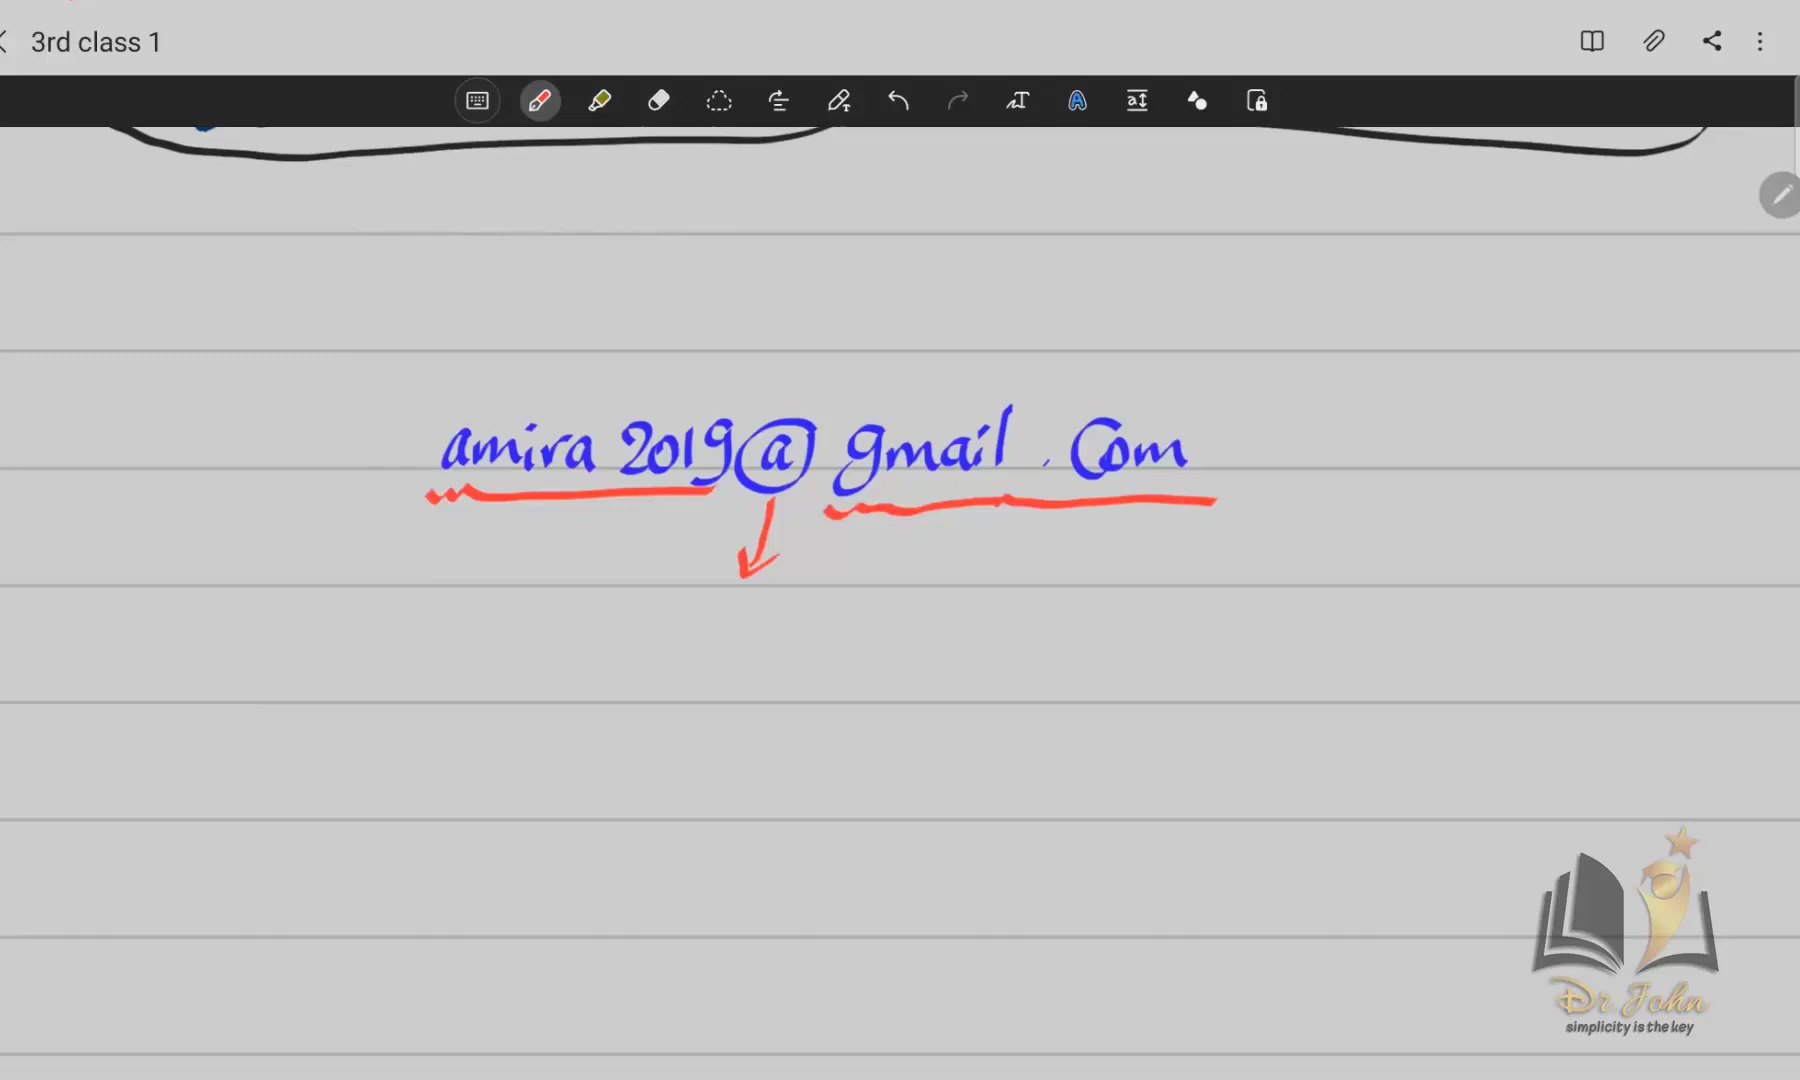 3rd class 1
amira 2019@ gmail . Com
Dr. John
simplicity is the key